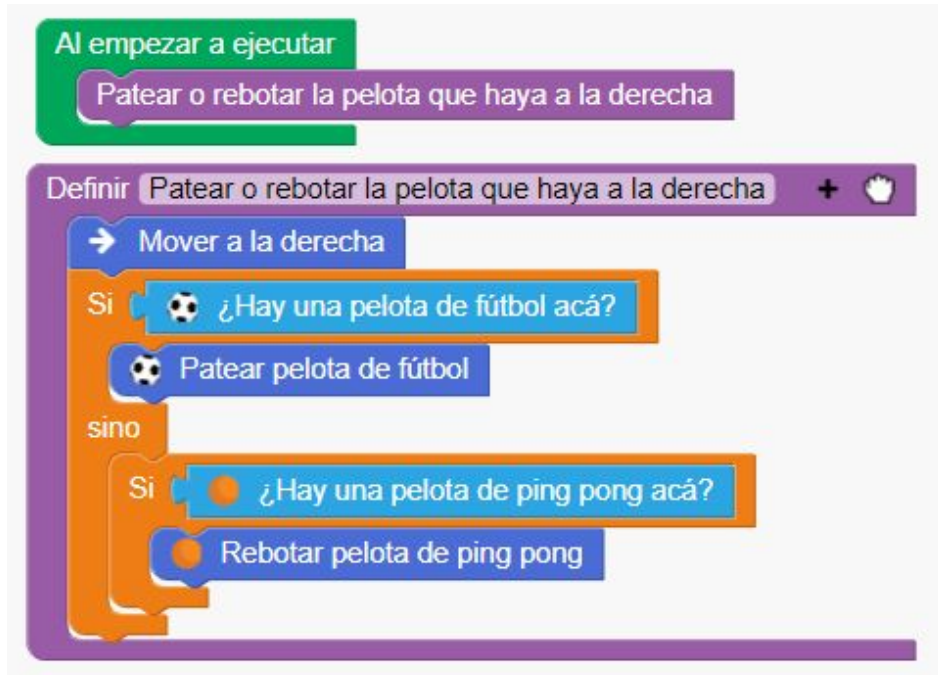 Al empezar a ejecutar
Patear o rebotar la pelota que haya a la derecha
Definir Patear o rebotar la pelota que haya a la derecha +
Mover a la derecha
Si ¿Hay una pelota de fútbol acá?
Patear pelota de fútbol
sino
Si ¿Hay una pelota de ping pong acá?
Rebotar pelota de ping pong